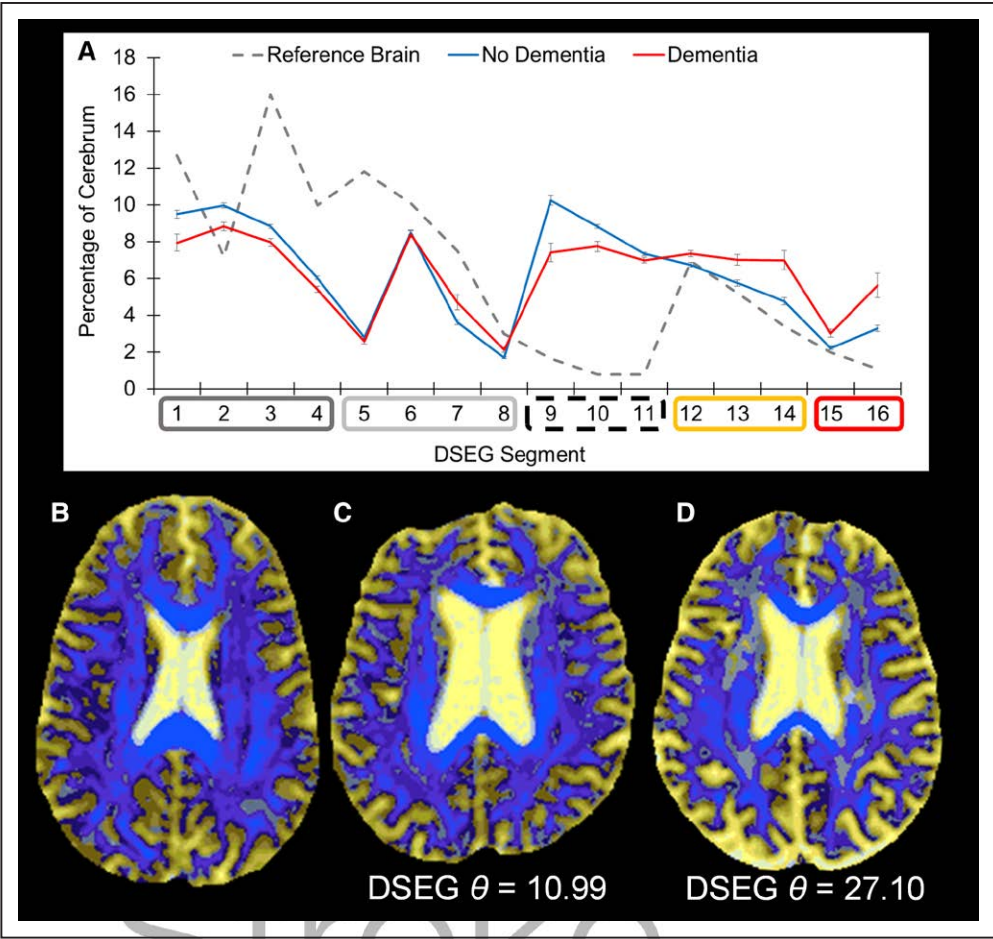 A
Reference Brain No Dementia Dementia
Percentage of Cerebrum
18
16
14
12
10
8
6
4
2
0
1 2 3 4 5 6 7 8 9 10 11 12 13 14 15 16
DSEG Segment
B C D
DSEG θ = 10.99 DSEG θ = 27.10